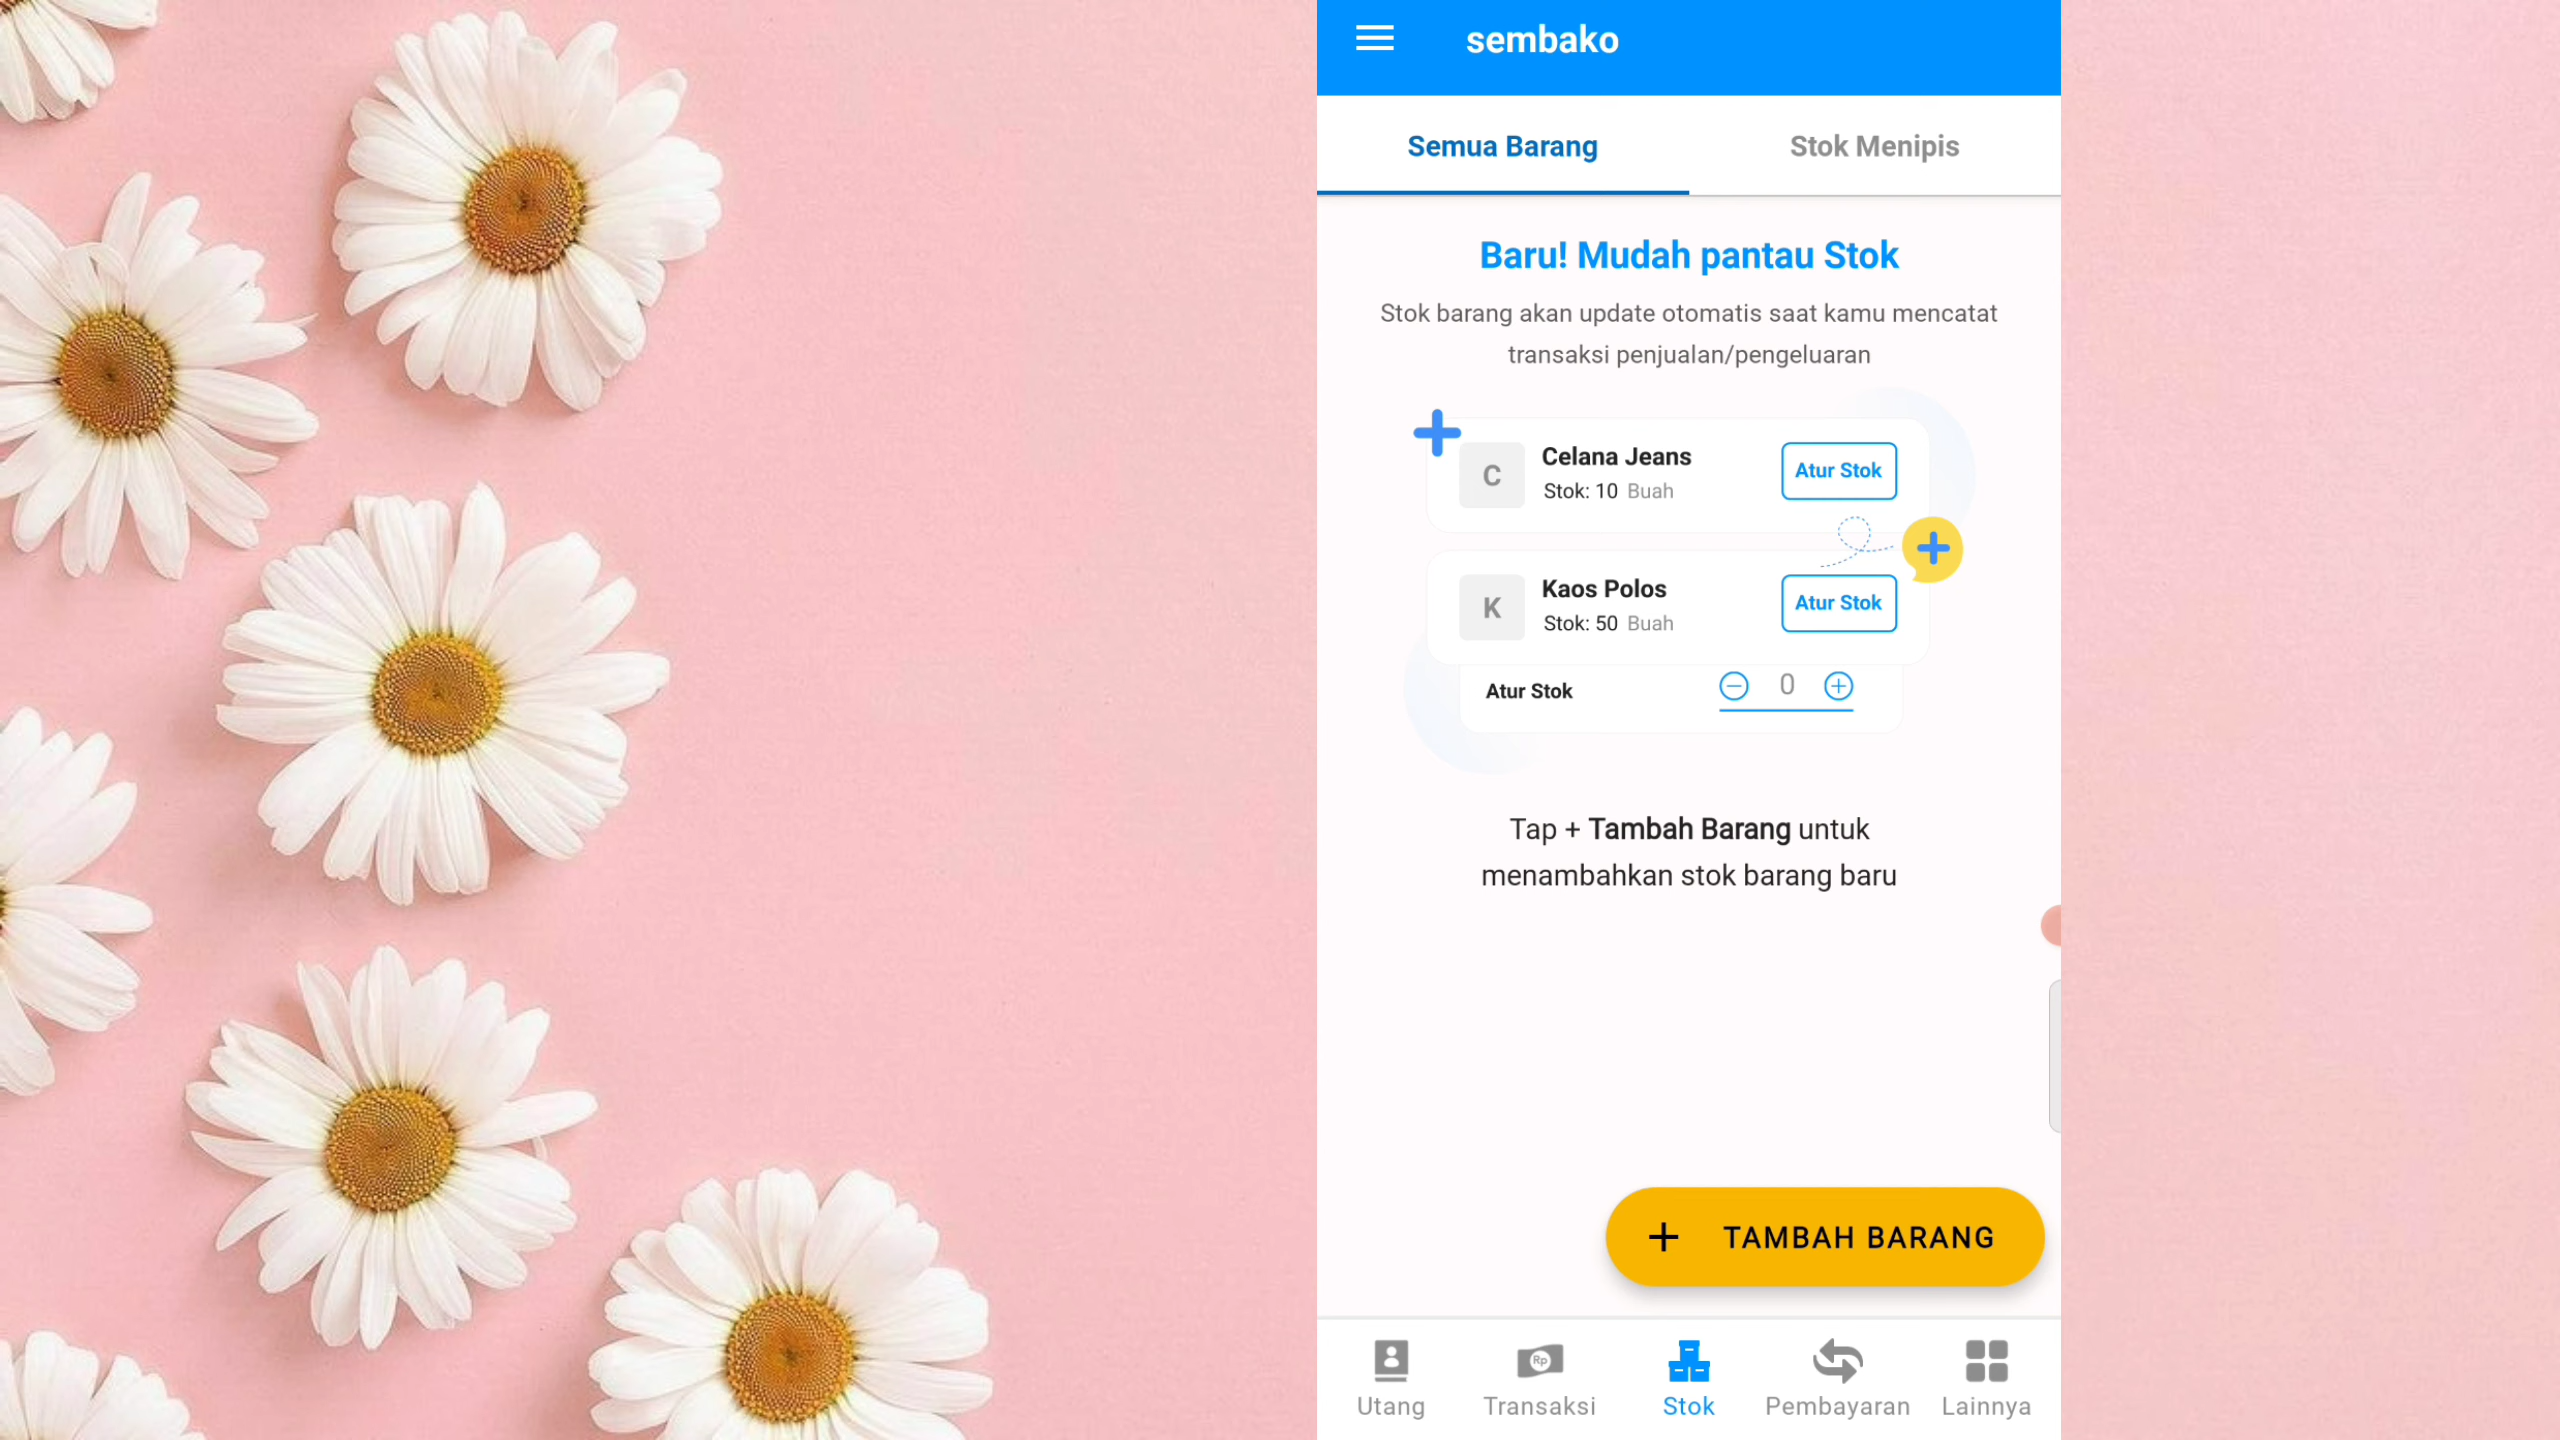 sembako
Semua Barang
Stok Menipis
Baru! Mudah pantau Stok
Stok barang akan update otomatis saat kamu mencatat
transaksi penjualan/pengeluaran
C
Celana Jeans
Stok: 10 Buah
Atur Stok
K
Kaos Polos
Stok: 50 Buah
Atur Stok
Atur Stok
0
Tap + Tambah Barang untuk
menambahkan stok barang baru
+ TAMBAH BARANG
Rp
Utang
Transaksi
Stok
Pembayaran
Lainnya